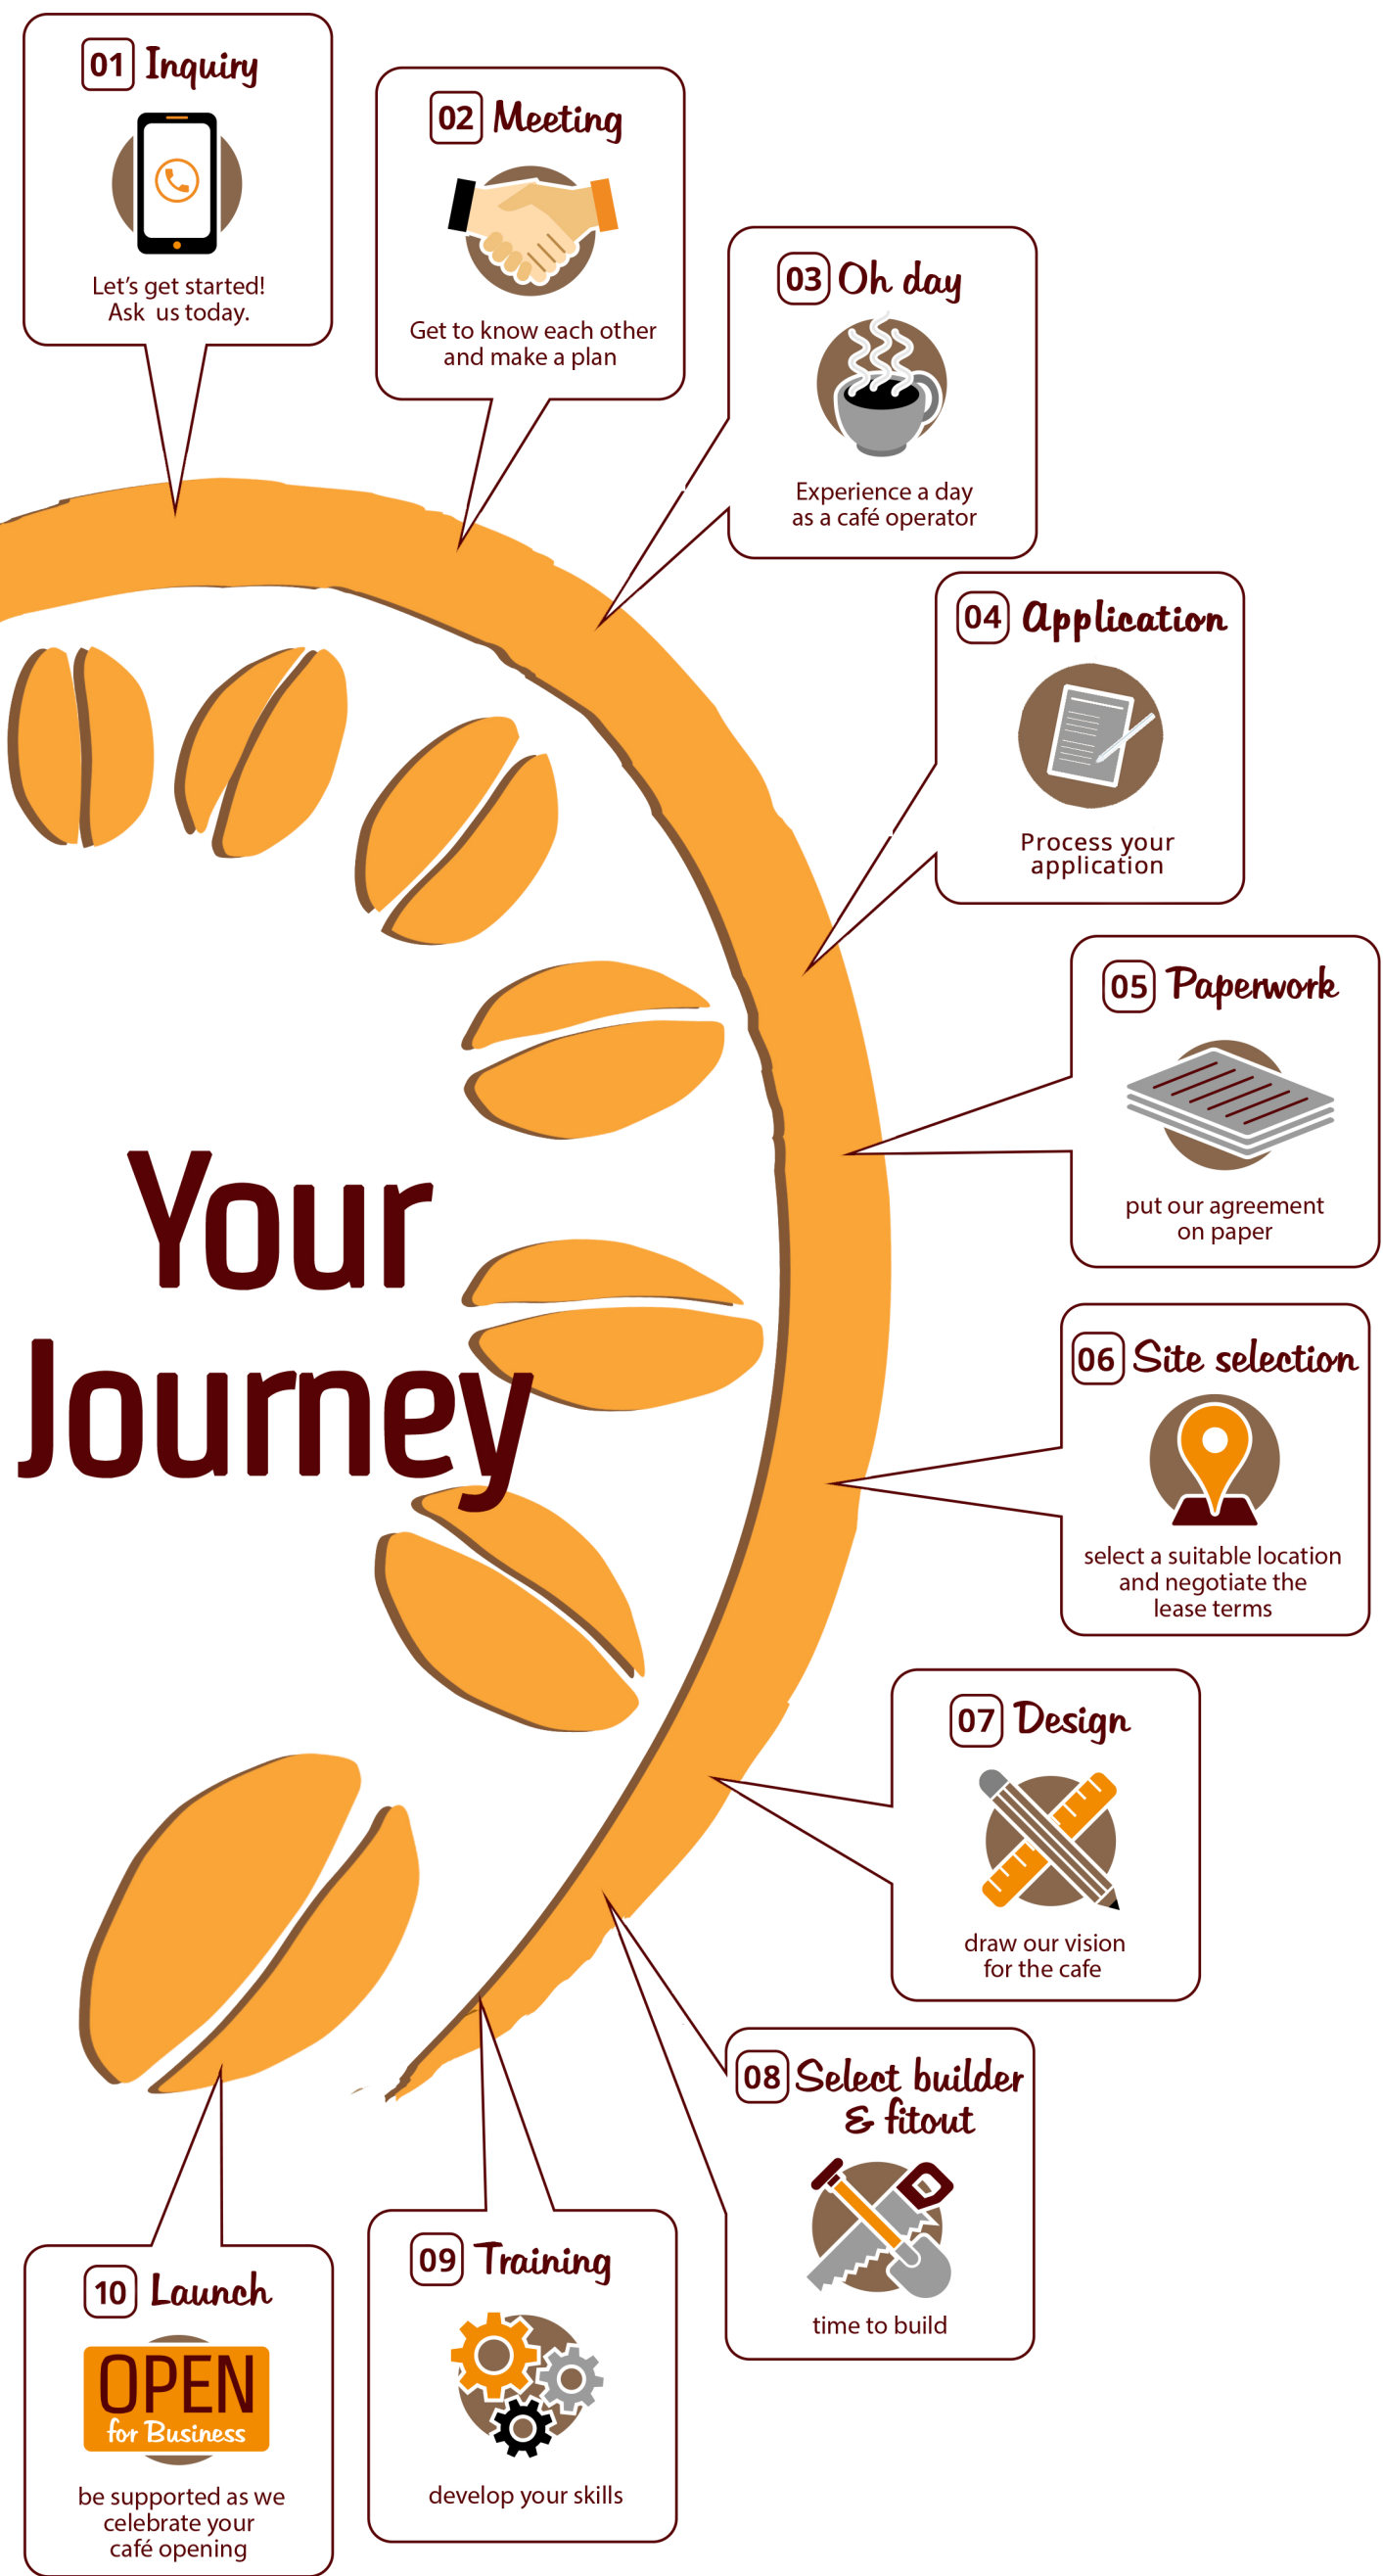 01 Inquiry
Let's get started!
Ask us today.
02 Meeting
Get to know each other
and make a plan
03 Oh day
Experience a day
as a café operator
04 Application
Process your
application
05 Paperwork
put our agreement
on paper
06 Site selection
select a suitable location
and negotiate the
lease terms
07 Design
draw our vision
for the cafe
08 Select builder
& fitout
time to build
09 Training
develop your skills
10 Launch
OPEN
for Business
be supported as we
celebrate your
café opening
Your
Journey